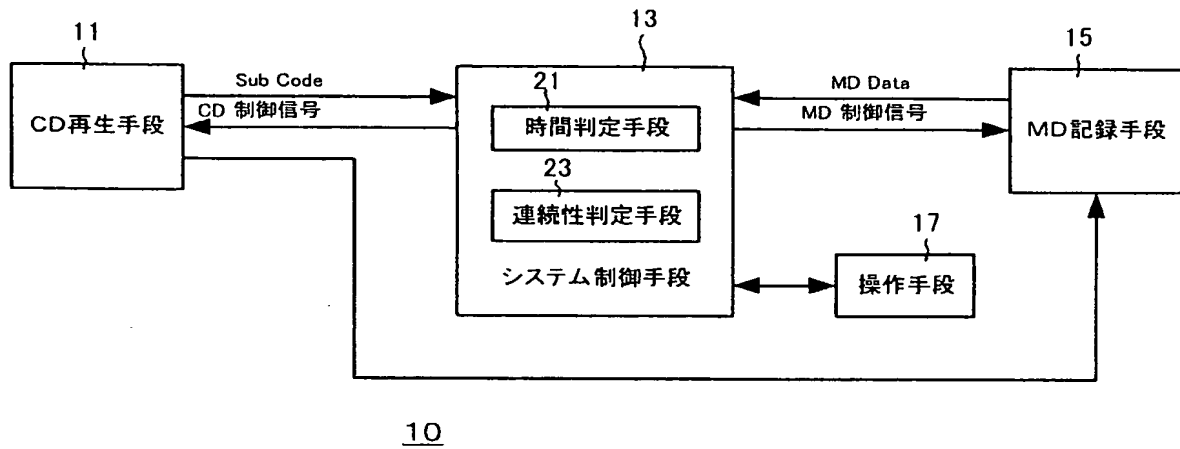 11
CD再生手段
Sub Code
CD 制御信号
13
21
時間判定手段
23
連続性判定手段
システム制御手段
MD Data
MD 制御信号
15
MD記録手段
17
操作手段
10